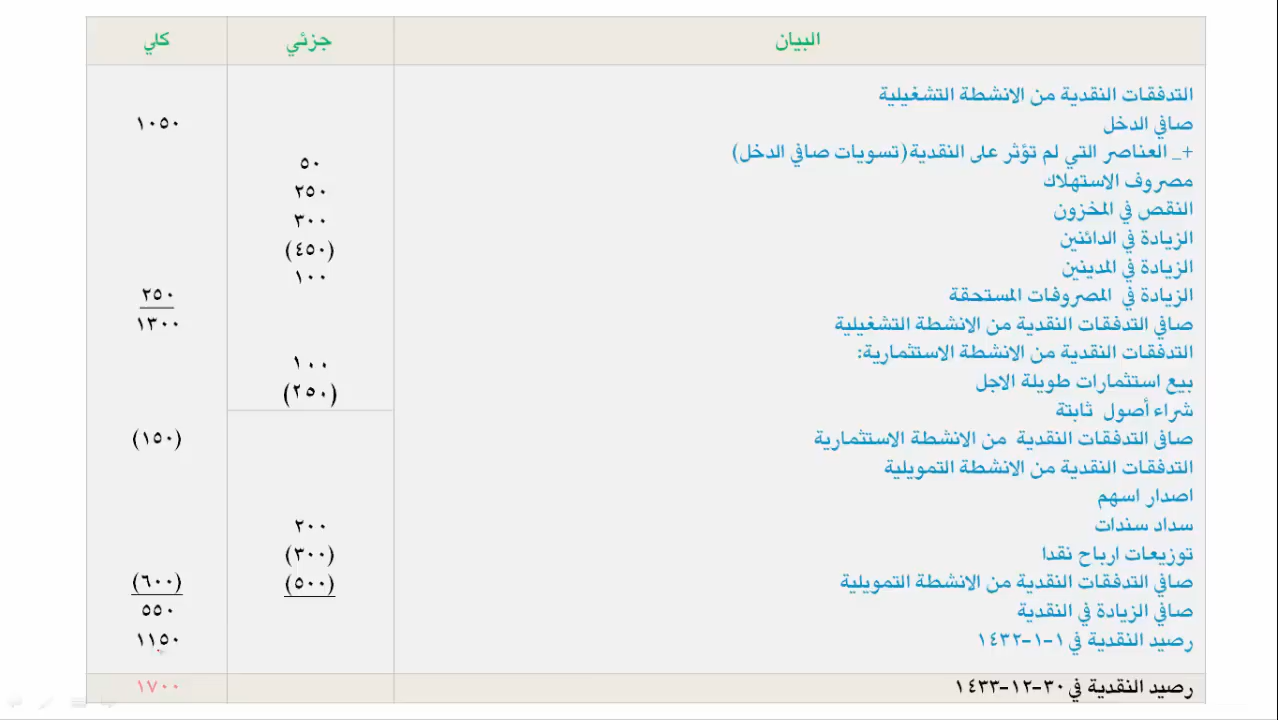 البيان جزئي كلي
التدفقات النقدية من الانشطة التشغيلية
صافي الدخل ١٠٥٠
+_ العناصر التي لم تؤثر على النقدية(تسويات صافي الدخل) ٥٠
مصروف الاستهلاك ٢٥٠
النقص في المخزون ٣٠٠
الزيادة في الدائنين (٤٥٠)
الزيادة في المدينين ١٠٠
الزيادة في المصروفات المستحقة ٢٥٠
صافي التدفقات النقدية من الانشطة التشغيلية ١٣٠٠
التدفقات النقدية من الانشطة الاستثمارية: ١٠٠
بيع استثمارات طويلة الاجل (٢٥٠)
شراء أصول ثابتة
صافي التدفقات النقدية من الانشطة الاستثمارية (١٥٠)
التدفقات النقدية من الانشطة التمويلية
اصدار اسهم
سداد سندات ٢٠٠
توزيعات ارباح نقدا (٣٠٠)
صافي التدفقات النقدية من الانشطة التمويلية (٥٠٠) (٦٠٠)
صافي الزيادة في النقدية ٥٥٠
رصيد النقدية في ١-١-١٤٣٢ ١١٥٠
رصيد النقدية في ٣٠-١٢-١٤٣٣ ١٧٠٠